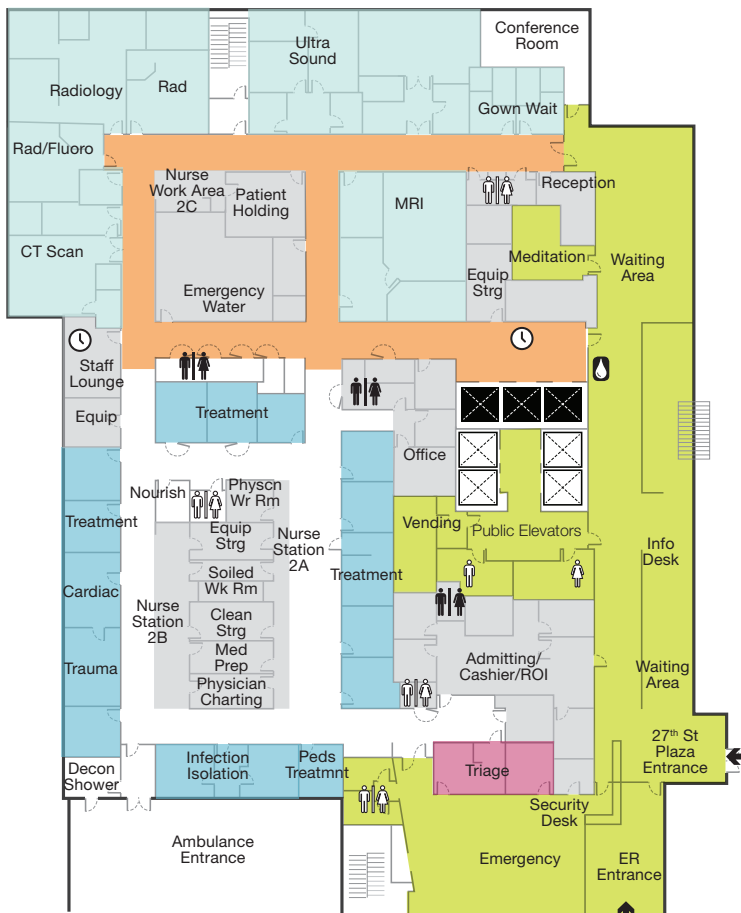 Conference
Room
Ultra
Sound
Radiology
Rad
Gown Wait
Rad/Fluoro
Nurse
Work Area
2C
Patient
Holding
MRI
Reception
CT Scan
Meditation
Waiting
Area
Equip
Strg
Emergency
Water
Staff
Lounge
Equip
Treatment
Office
Nourish
Physcn
Wr Rm
Vending
Public Elevators
Treatment
Equip
Strg
Nurse
Station
2A
Info
Desk
Soiled
Wk Rm
Treatment
Cardiac
Nurse
Station
2B
Clean
Strg
Med
Prep
Trauma
Physician
Charting
Admitting/
Cashier/ROI
Waiting
Area
27th St
Plaza
Entrance
Decon
Shower
Infection
Isolation
Peds
Treatmnt
Triage
Security
Desk
Ambulance
Entrance
Emergency
ER
Entrance